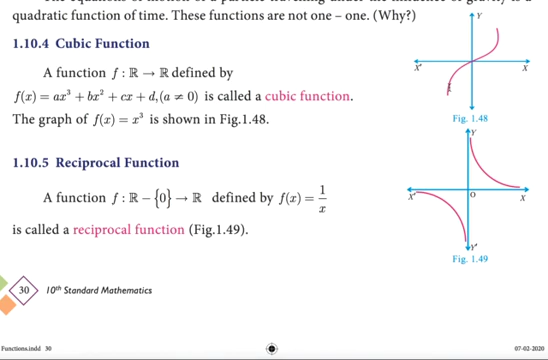 quadratic function of time. These functions are not one – one. (Why?)
1.10.4 Cubic Function
A function f : ℝ → ℝ defined by
f(x) = ax³ + bx² + cx + d, (a ≠ 0) is called a cubic function.
The graph of f(x) = x³ is shown in Fig.1.48.
Y
X'
X
Fig. 1.48
1.10.5 Reciprocal Function
A function f : ℝ – {0} → ℝ defined by f(x) = 1/x
is called a reciprocal function (Fig.1.49).
Y
X'
O
X
Y'
Fig. 1.49
30 10th Standard Mathematics
Functions.indd 30
07-02-2020